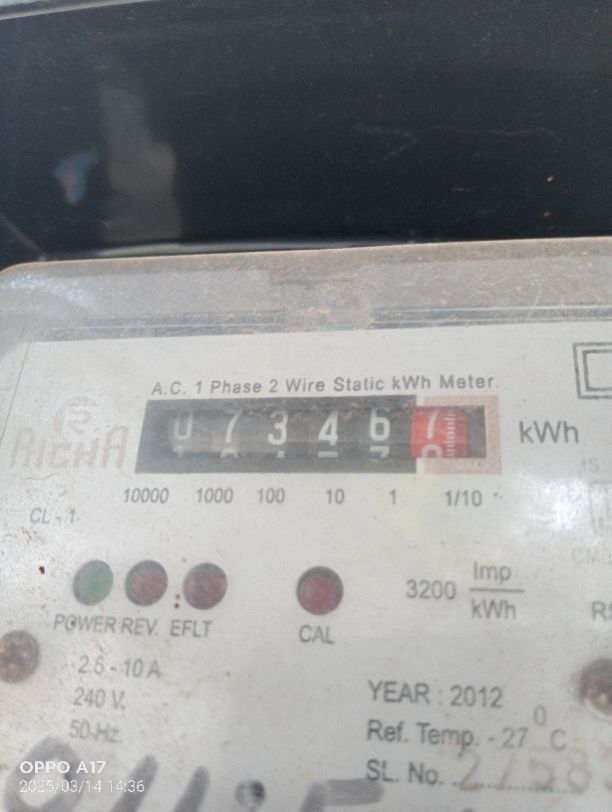 A.C. 1 Phase 2 Wire Static kWh Meter.
0 7 3 4 6 7 kWh
10000 1000 100 10 1 1/10
CL - 1
3200 Imp
kWh
POWER REV. EFLT
CAL
2.5 - 10 A
240 V.
50 Hz
YEAR : 2012
Ref. Temp. - 27 0 C
SL. No.
OPPO A17
2025/03/14 14:36